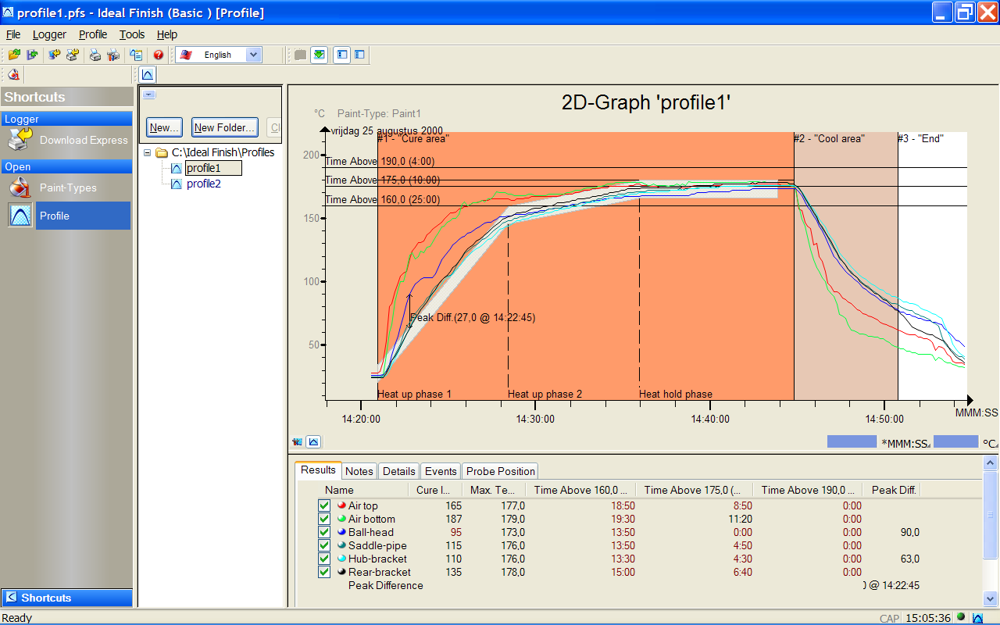 profile1.pfs - Ideal Finish (Basic ) [Profile]
File Logger Profile Tools Help
English
Shortcuts
Logger
Download Express
Open
Paint-Types
Profile
Shortcuts
New... New Folder...
C:\Ideal Finish\Profiles
profile1
profile2
2D-Graph 'profile1'
°C Paint-Type: Paint1
vrijdag 25 augustus 2000
#1 - "Cure area" #2 - "Cool area" #3 - "End"
200
Time Above 190,0 (4:00)
Time Above 175,0 (10:00)
Time Above 160,0 (25:00)
150
100
Peak Diff.(27,0 @ 14:22:45)
50
Heat up phase 1 Heat up phase 2 Heat hold phase
MMM:SS
14:20:00 14:30:00 14:40:00 14:50:00
*MMM:SS °C
Results Notes Details Events Probe Position
Name Cure I... Max. Te... Time Above 160,0 ... Time Above 175,0 (... Time Above 190,0 ... Peak Diff.
Air top 165 177,0 18:50 8:50 0:00
Air bottom 187 179,0 19:30 11:20 0:00
Ball-head 95 173,0 13:50 0:00 0:00 90,0
Saddle-pipe 115 176,0 13:50 4:50 0:00
Hub-bracket 110 176,0 13:30 4:30 0:00 63,0
Rear-bracket 135 178,0 15:00 6:40 0:00
Peak Difference @ 14:22:45
Ready CAP 15:05:36